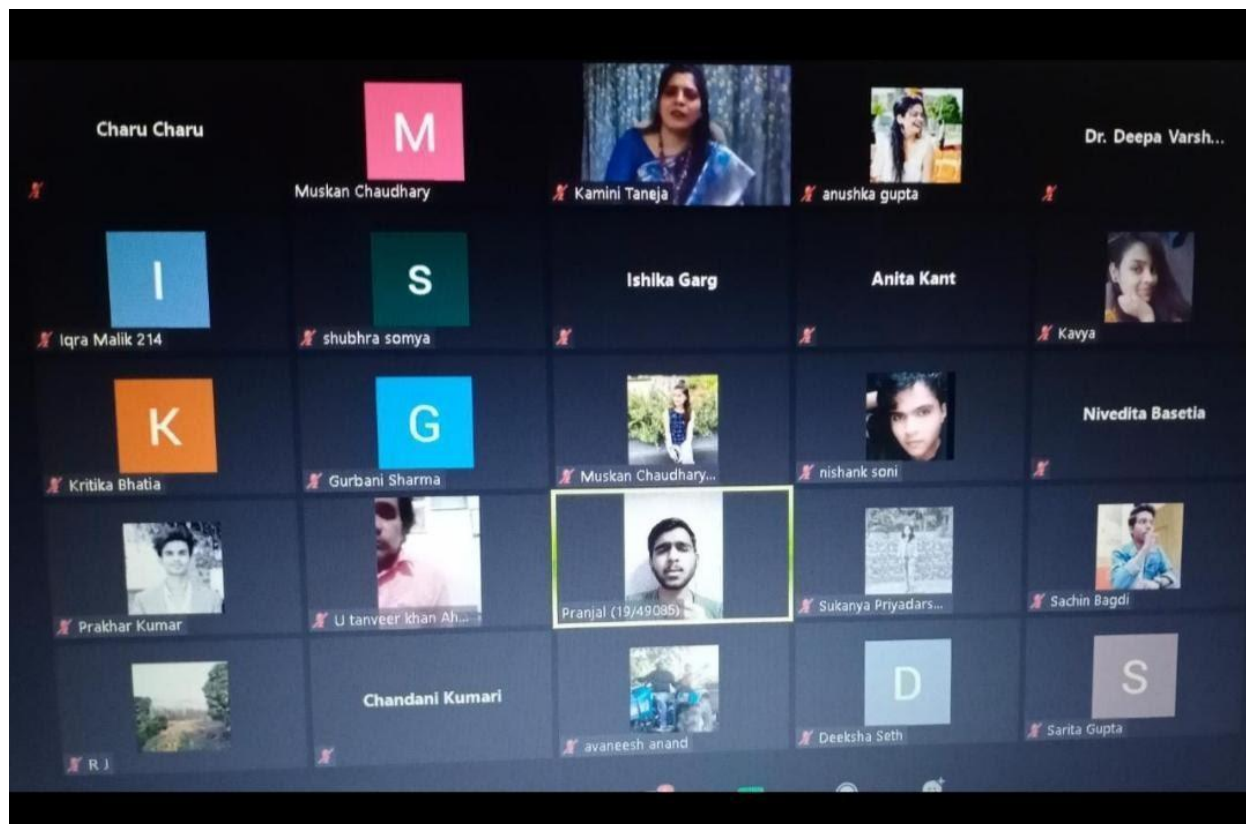 Charu Charu
M
Muskan Chaudhary
Kamini Taneja
anushka gupta
Dr. Deepa Varsh...
I
Iqra Malik 214
S
shubhra somya
Ishika Garg
Anita Kant
Kavya
K
Kritika Bhatia
G
Gurbani Sharma
Muskan Chaudhary...
nishank soni
Nivedita Basetia
Prakhar Kumar
U tanveer khan Ah...
Pranjal (19/49085)
Sukanya Priyadars...
Sachin Bagdi
R J
Chandani Kumari
avaneesh anand
D
Deeksha Seth
S
Sarita Gupta